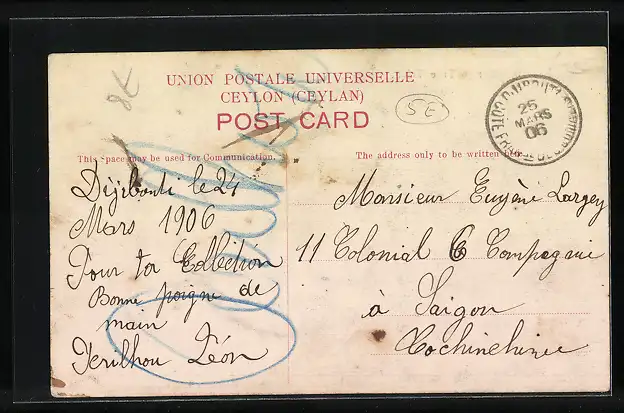 UNION POSTALE UNIVERSELLE
CEYLON (CEYLAN)
POST CARD
5E
25
MARS
06
This space may be used for Communication.
The address only to be written
Djibouti le 24
Mars 1906
Pour ta Collection
Bonne poigne de
main
Léon
Monsieur Eugène Largey
11 Colonial 6 Compagnie
à Saigon
Cochinchine